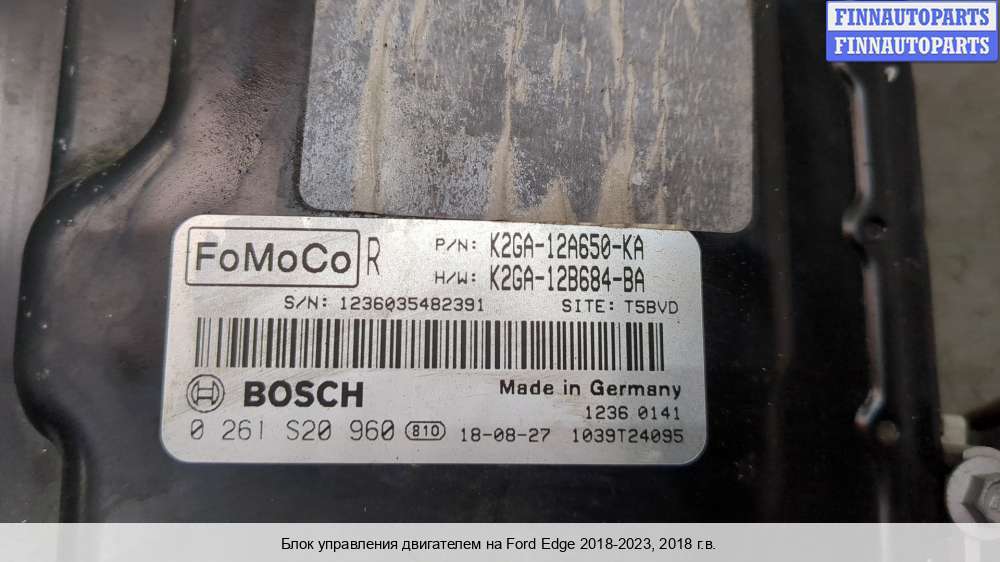 FINNAUTOPARTS
FINNAUTOPARTS
FoMoCo R P/N: K2GA-12A650-KA
H/W: K2GA-12B684-BA
S/N: 1236035482391 SITE: T5BVD
BOSCH Made in Germany
1236 0141
0 261 S20 960 810 18-08-27 1039T24095
Блок управления двигателем на Ford Edge 2018-2023, 2018 г.в.